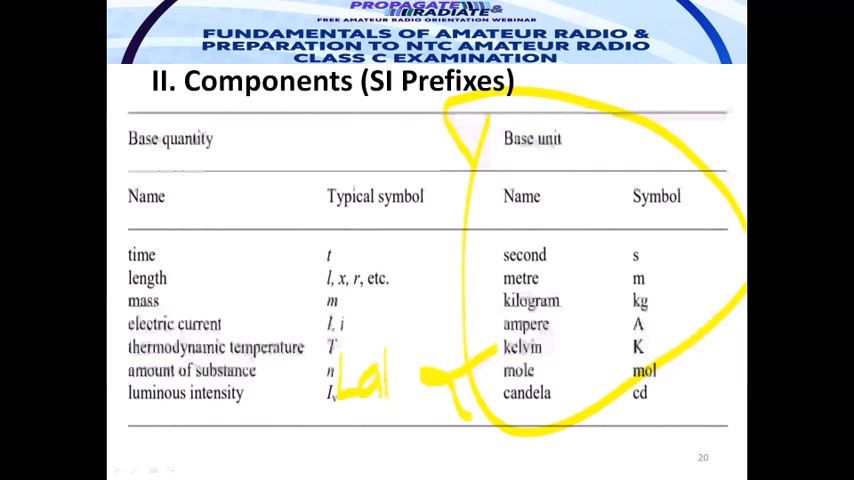 PROPAGATE &
RADIATE
FREE AMATEUR RADIO ORIENTATION WEBINAR
FUNDAMENTALS OF AMATEUR RADIO &
PREPARATION TO NTC AMATEUR RADIO
CLASS C EXAMINATION
II. Components (SI Prefixes)
Base quantity Base unit
Name Typical symbol Name Symbol
time t second s
length l, x, r, etc. metre m
mass m kilogram kg
electric current I, i ampere A
thermodynamic temperature T kelvin K
amount of substance n mole mol
luminous intensity Iv candela cd
20